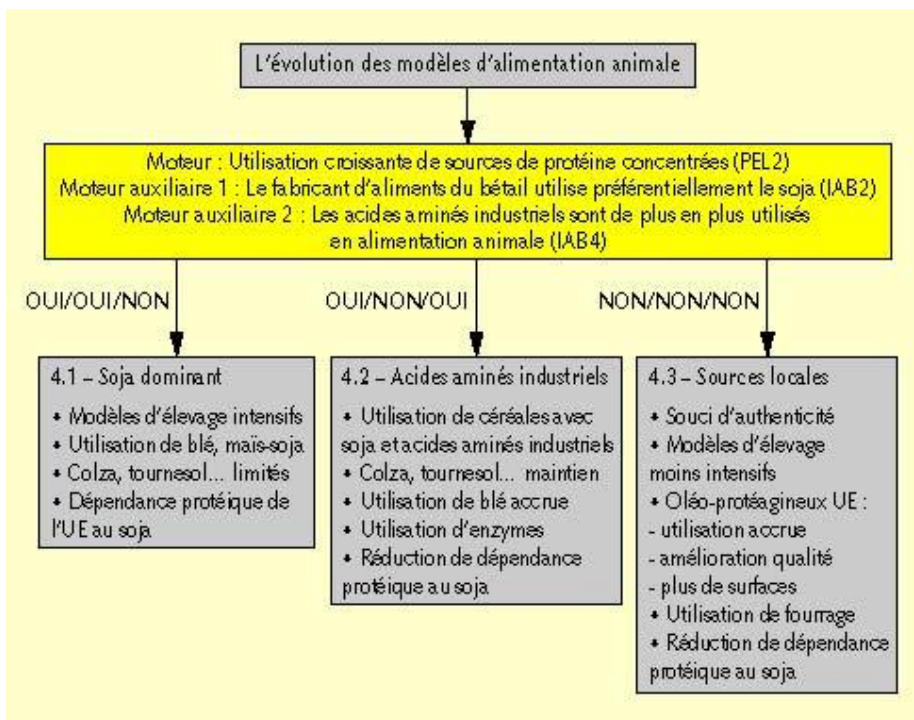 L'évolution des modèles d'alimentation animale
Moteur : Utilisation croissante de sources de protéine concentrées (PEL2)
Moteur auxiliaire 1 : Le fabricant d'aliments du bétail utilise préférentiellement le soja (IAB2)
Moteur auxiliaire 2 : Les acides aminés industriels sont de plus en plus utilisés
en alimentation animale (IAB4)
OUI/OUI/NON
OUI/NON/OUI
NON/NON/NON
4.1 – Soja dominant
• Modèles d'élevage intensifs
• Utilisation de blé, maïs-soja
• Colza, tournesol... limités
• Dépendance protéique de
l'UE au soja
4.2 – Acides aminés industriels
• Utilisation de céréales avec
soja et acides aminés industriels
• Colza, tournesol... maintien
• Utilisation de blé accrue
• Utilisation d'enzymes
• Réduction de dépendance
protéique au soja
4.3 – Sources locales
• Souci d'authenticité
• Modèles d'élevage
moins intensifs
• Oléo-protéagineux UE :
- utilisation accrue
- amélioration qualité
- plus de surfaces
• Utilisation de fourrage
• Réduction de dépendance
protéique au soja